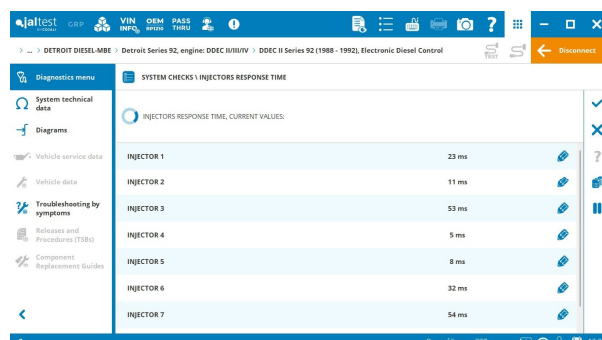 jaltest GRP VIN INFO OEM RP1210 PASS THRU
> ... > DETROIT DIESEL-MBE > Detroit Series 92, engine: DDEC II/III/IV > DDEC II Series 92 (1988 - 1992), Electronic Diesel Control
TEST
Disconnect
Diagnostics menu
SYSTEM CHECKS \ INJECTORS RESPONSE TIME
System technical data
INJECTORS RESPONSE TIME, CURRENT VALUES:
Diagrams
Vehicle service data
INJECTOR 1 23 ms
Vehicle data
INJECTOR 2 11 ms
Troubleshooting by symptoms
INJECTOR 3 53 ms
Releases and Procedures (TSBs)
INJECTOR 4 5 ms
Component Replacement Guides
INJECTOR 5 8 ms
INJECTOR 6 32 ms
INJECTOR 7 54 ms